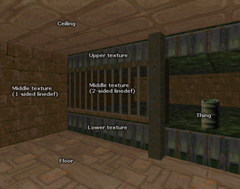 Ceiling
Upper texture
Middle texture
(1-sided linedef)
Middle texture
(2-sided linedef)
Thing
Lower texture
Floor